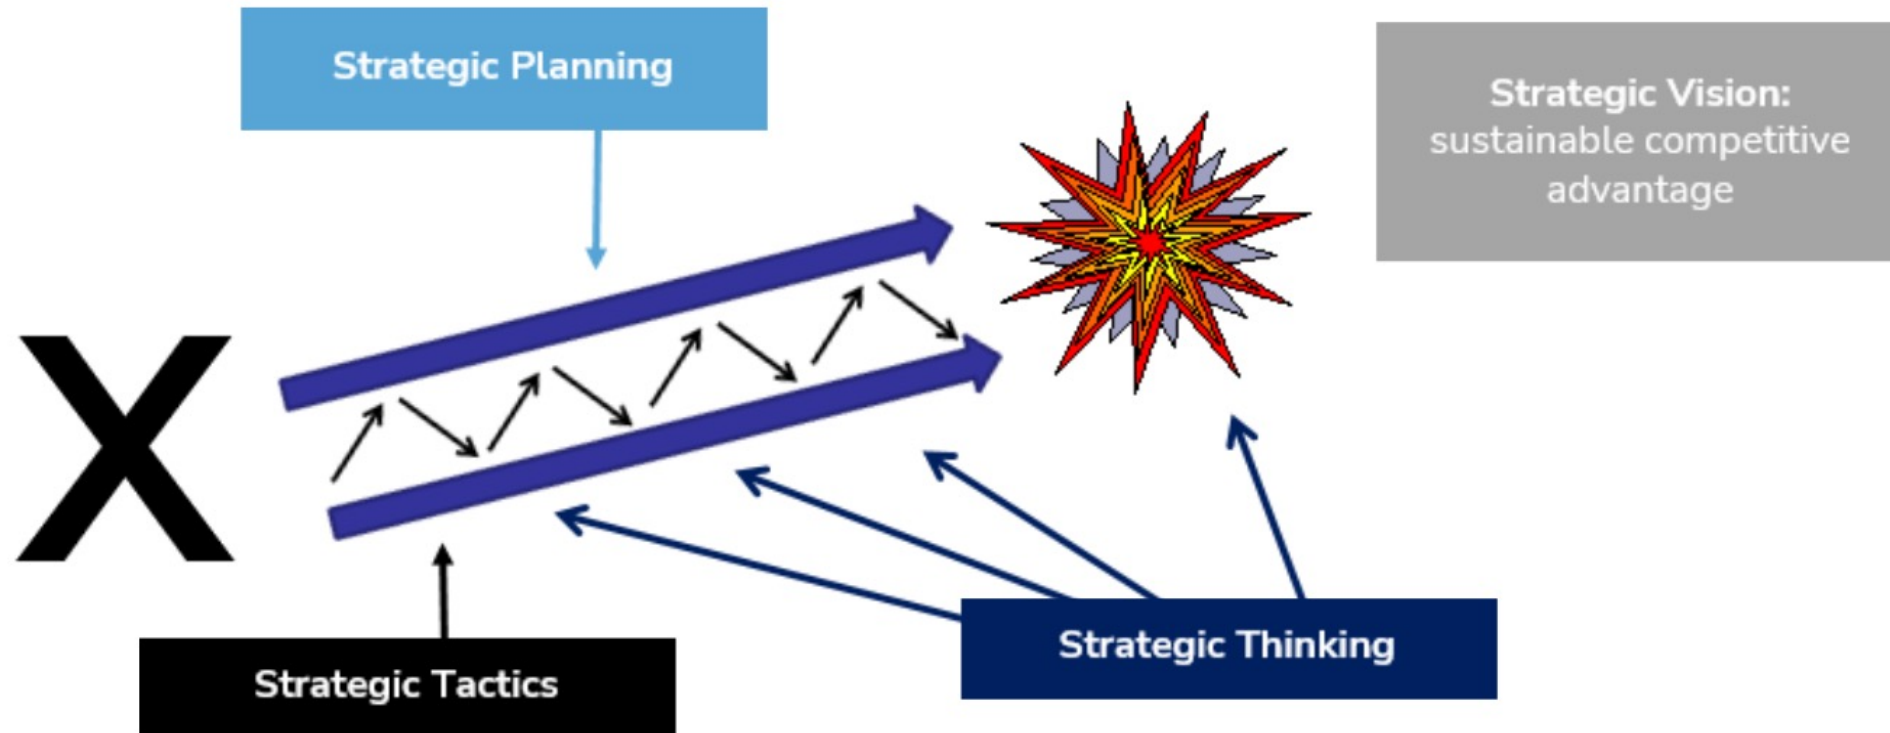 Strategic Planning
Strategic Vision:
sustainable competitive
advantage
X
Strategic Thinking
Strategic Tactics